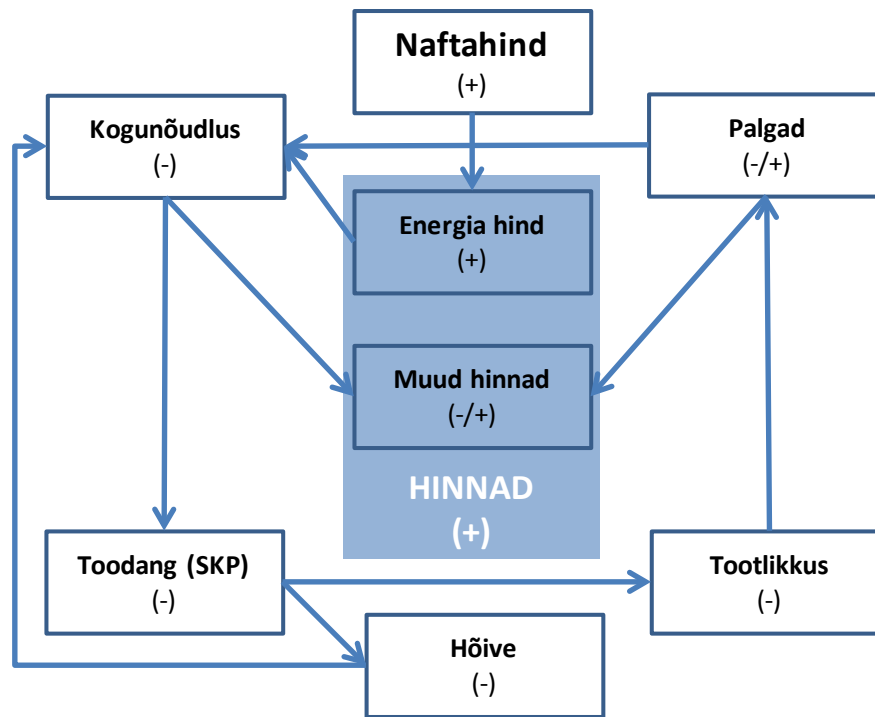 Naftahind
(+)
Kogunõudlus
(-)
Palgad
(-/+)
Energia hind
(+)
Muud hinnad
(-/+)
HINNAD
(+)
Toodang (SKP)
(-)
Tootlikkus
(-)
Hõive
(-)